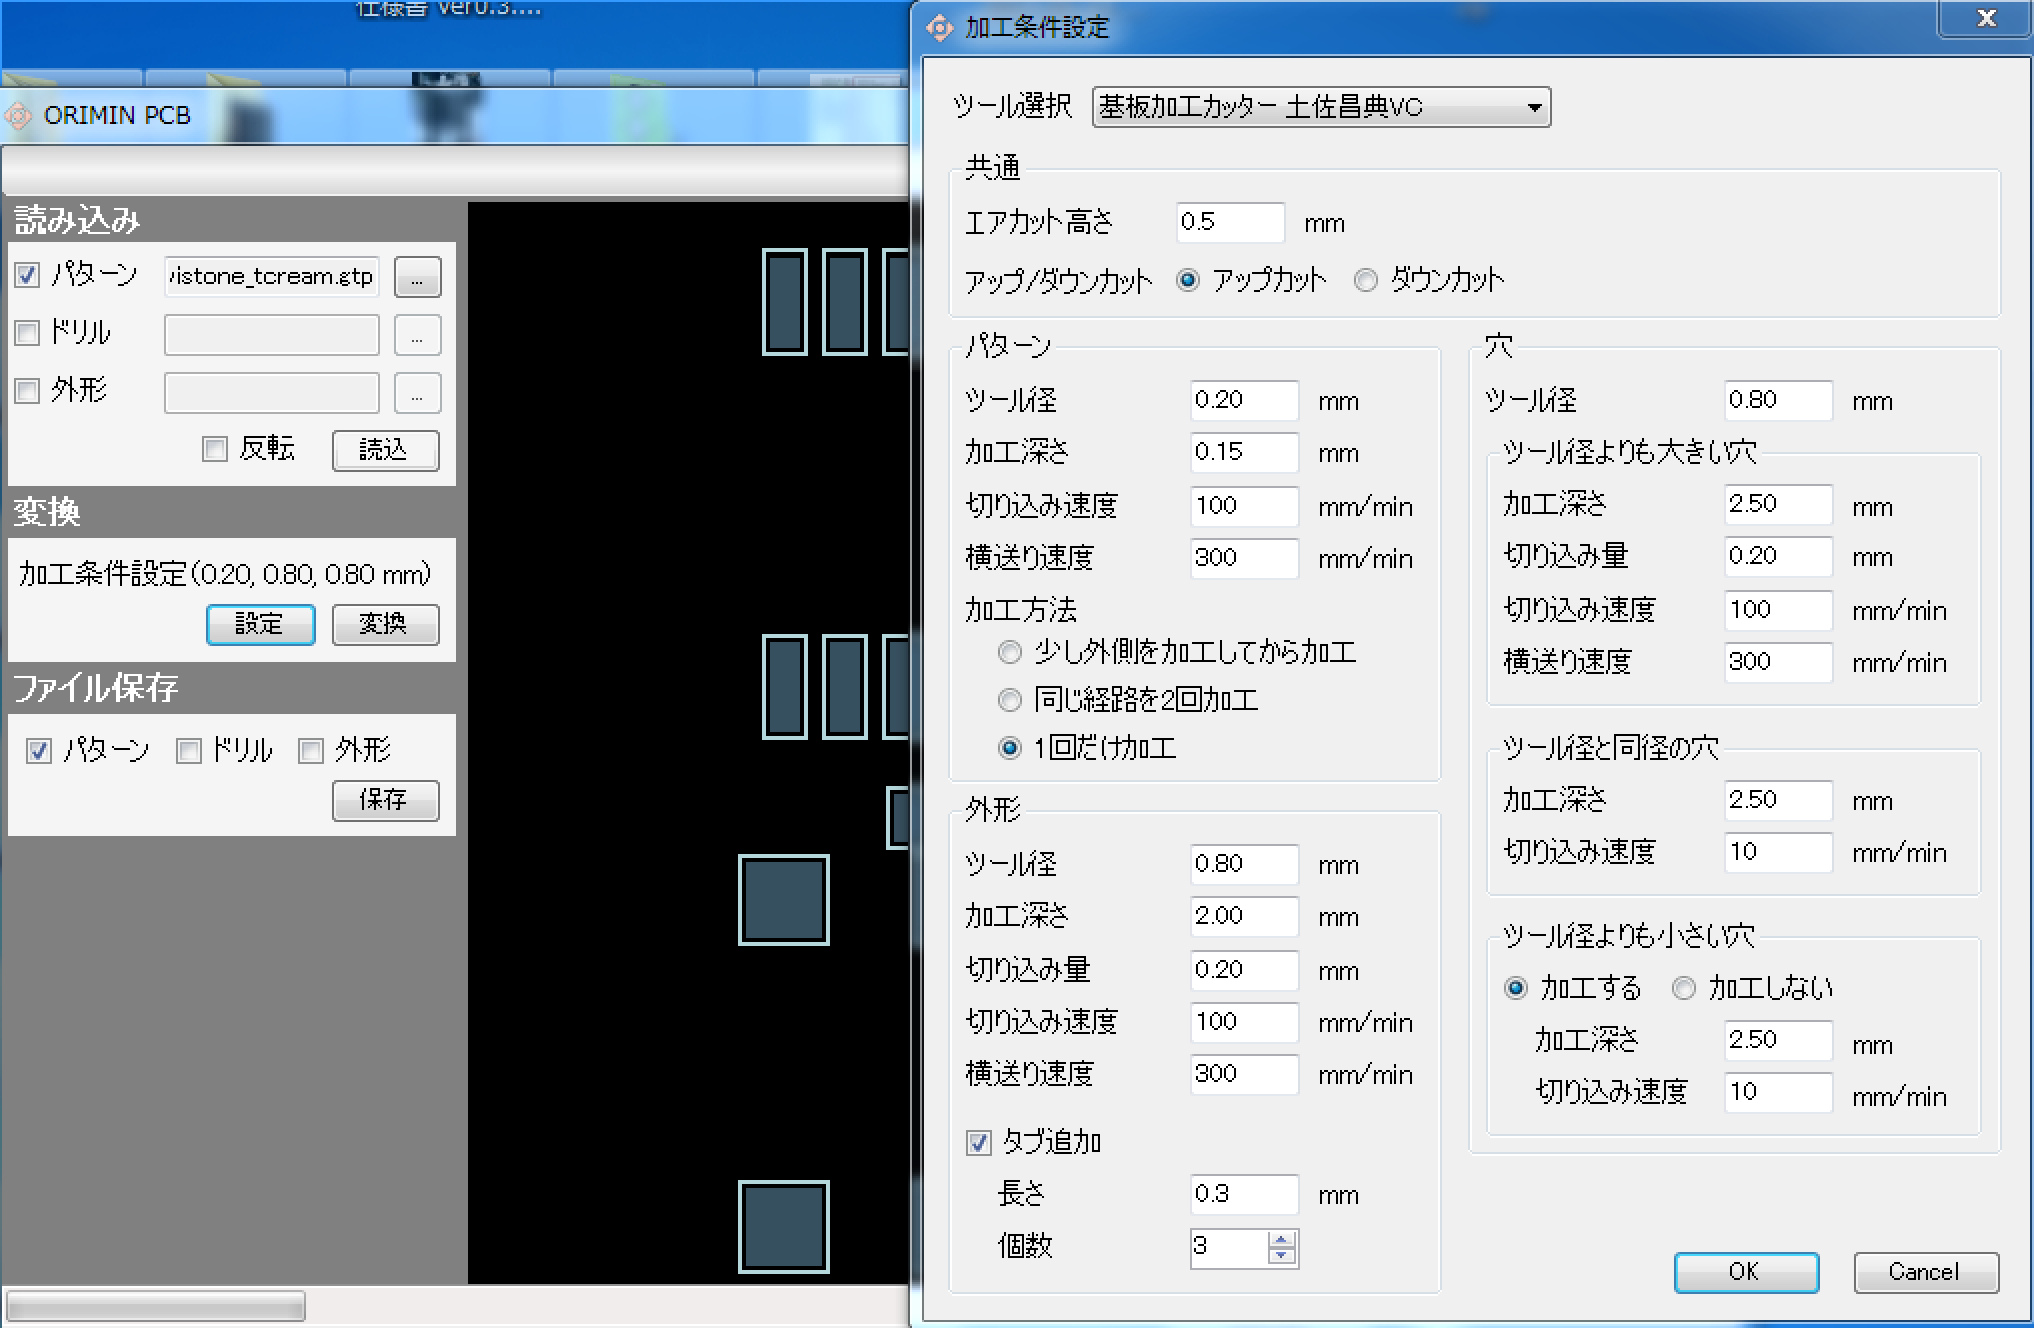 仕様書 Ver0.3....
ORIMIN PCB
読み込み
パターン
istone_tcream.gtp
...
ドリル
...
外形
...
反転
読込
変換
加工条件設定(0.20, 0.80, 0.80 mm)
設定
変換
ファイル保存
パターン
ドリル
外形
保存
加工条件設定
ツール選択
基板加工カッター 土佐昌典VC
共通
エアカット高さ 0.5 mm
アップ/ダウンカット アップカット ダウンカット
パターン
ツール径 0.20 mm
加工深さ 0.15 mm
切り込み速度 100 mm/min
横送り速度 300 mm/min
加工方法
少し外側を加工してから加工
同じ経路を2回加工
1回だけ加工
外形
ツール径 0.80 mm
加工深さ 2.00 mm
切り込み量 0.20 mm
切り込み速度 100 mm/min
横送り速度 300 mm/min
タブ追加
長さ 0.3 mm
個数 3
穴
ツール径 0.80 mm
ツール径よりも大きい穴
加工深さ 2.50 mm
切り込み量 0.20 mm
切り込み速度 100 mm/min
横送り速度 300 mm/min
ツール径と同径の穴
加工深さ 2.50 mm
切り込み速度 10 mm/min
ツール径よりも小さい穴
加工する 加工しない
加工深さ 2.50 mm
切り込み速度 10 mm/min
OK
Cancel